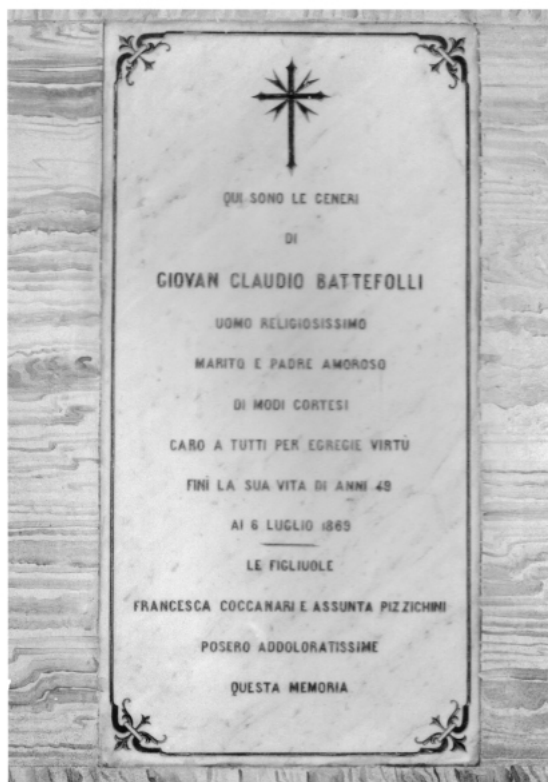 QUI SONO LE CENERI
DI
GIOVAN CLAUDIO BATTEFOLLI
UOMO RELIGIOSISSIMO
MARITO E PADRE AMOROSO
DI MODI CORTESI
CARO A TUTTI PER EGREGIE VIRTÙ
FINÌ LA SUA VITA DI ANNI 49
AI 6 LUGLIO 1869
LE FIGLIUOLE
FRANCESCA COCCANARI E ASSUNTA PIZZICHINI
POSERO ADDOLORATISSIME
QUESTA MEMORIA